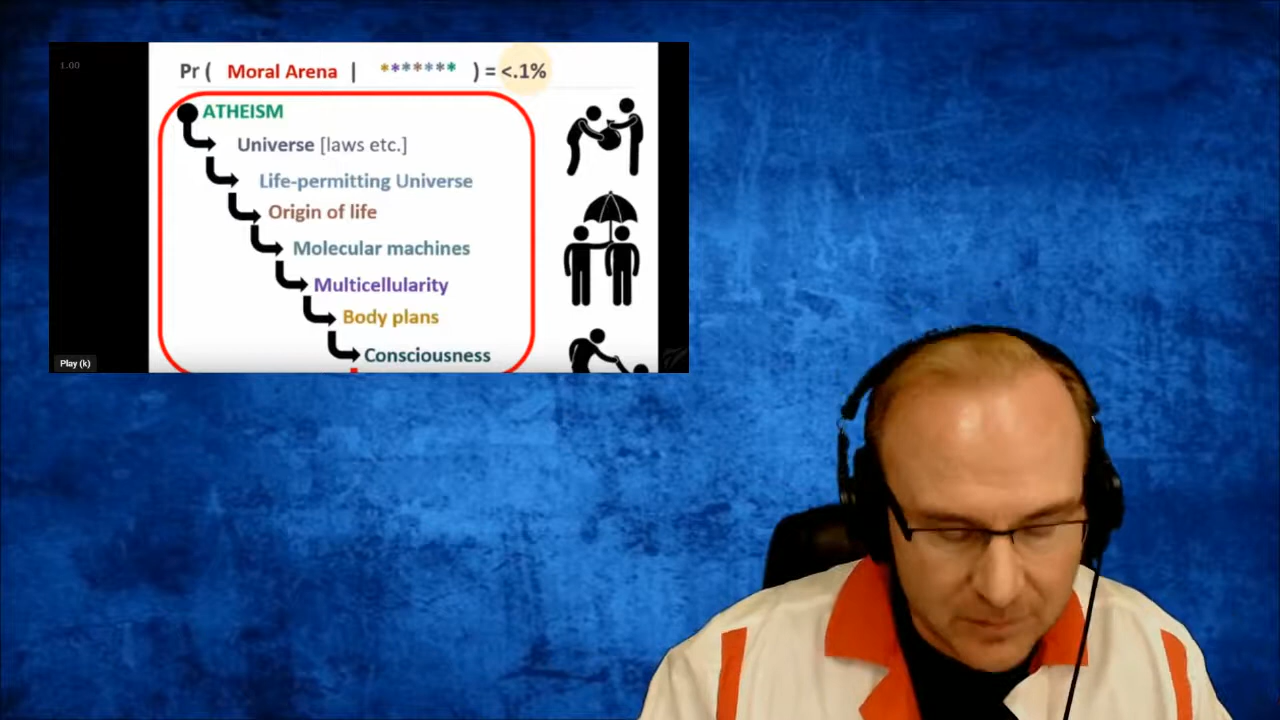 1.00
Pr ( Moral Arena | ******* ) = <.1%
ATHEISM
Universe [laws etc.]
Life-permitting Universe
Origin of life
Molecular machines
Multicellularity
Body plans
Consciousness
Play (k)